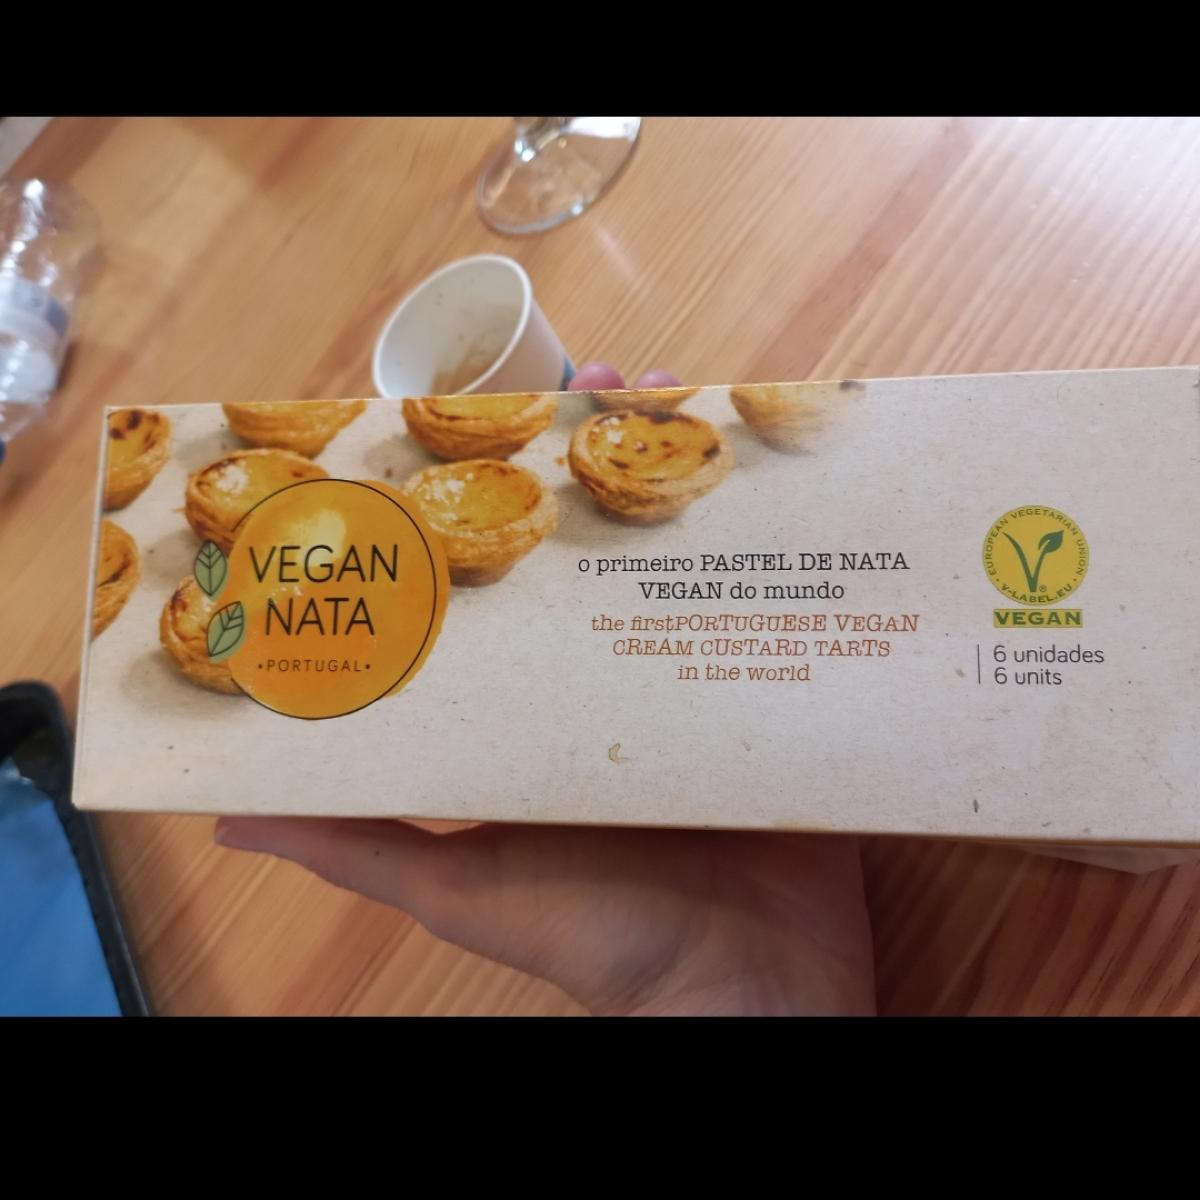 VEGAN
NATA
•PORTUGAL•
o primeiro PASTEL DE NATA
VEGAN do mundo
the firstPORTUGUESE VEGAN
CREAM CUSTARD TARTS
in the world
EUROPEAN VEGETARIAN UNION
• V-LABEL.EU •
VEGAN
6 unidades
6 units